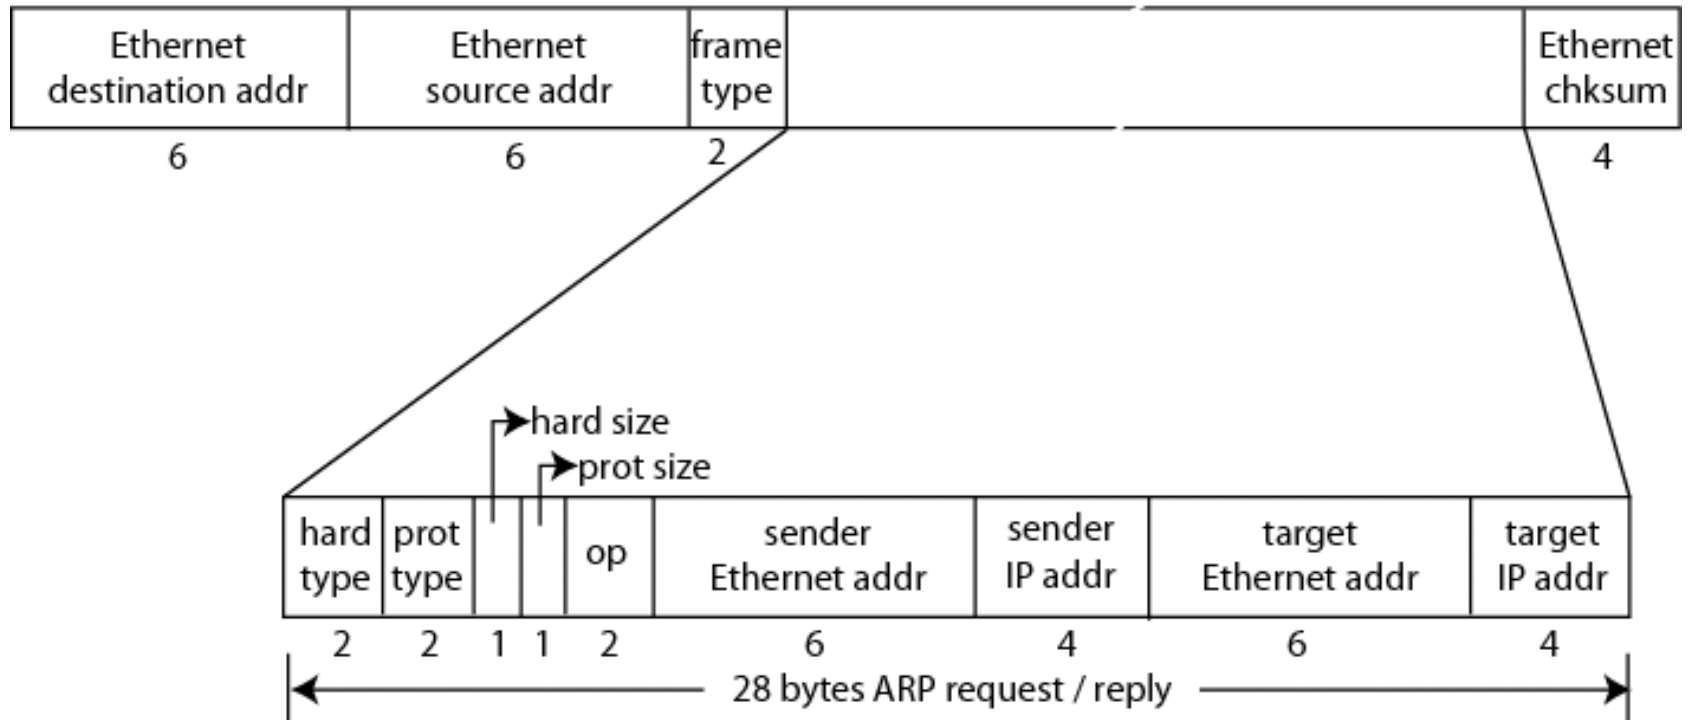 Ethernet
destination addr
Ethernet
source addr
frame
type
Ethernet
chksum
6
6
2
4
hard size
prot size
hard
type
prot
type
op
sender
Ethernet addr
sender
IP addr
target
Ethernet addr
target
IP addr
2
2
1
1
2
6
4
6
4
28 bytes ARP request / reply